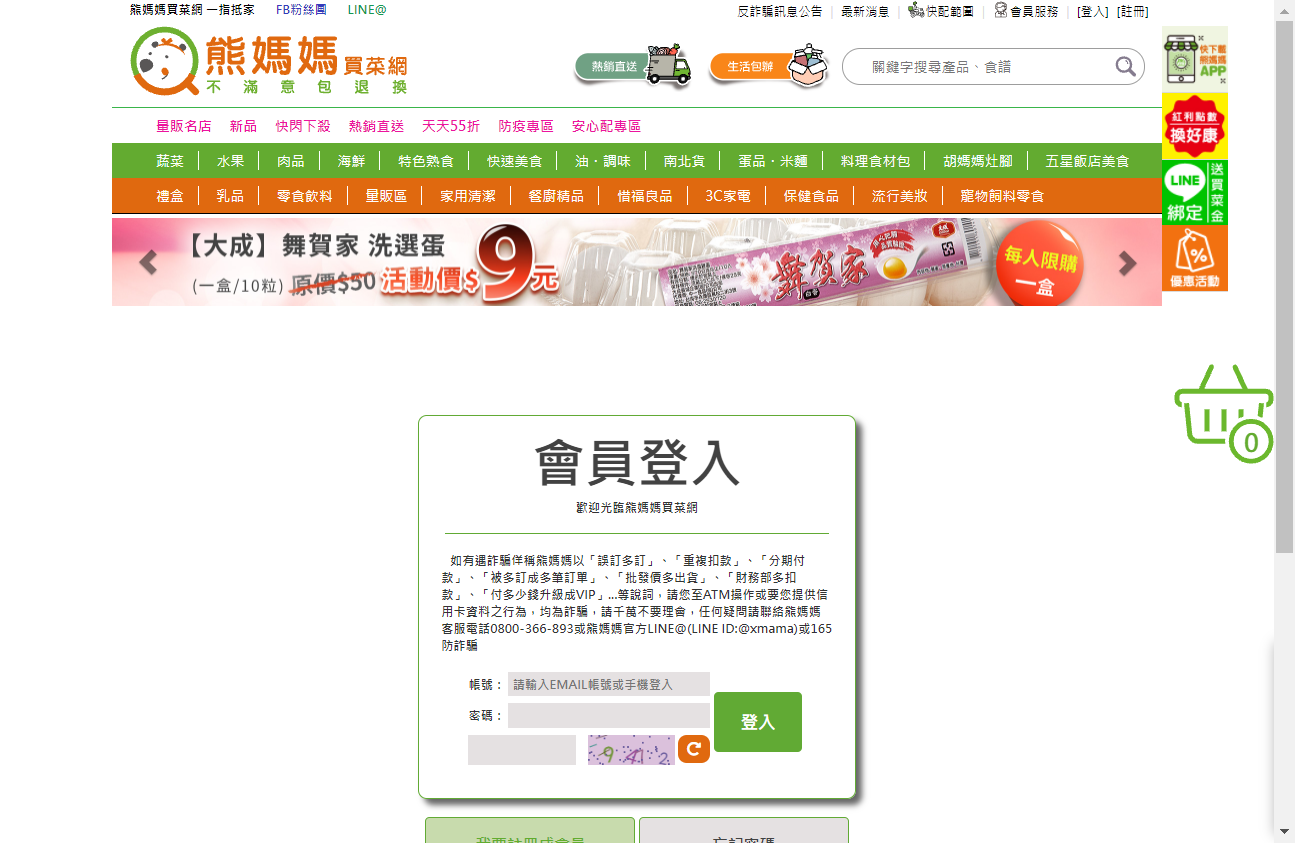 熊媽媽買菜網 一指抵家 FB粉絲團 LINE@
反詐騙訊息公告 最新消息 快配範圍 會員服務 [登入] [註冊]
熊媽媽買菜網
不滿意包退換
熱銷直送 生活包辦 關鍵字搜尋產品、食譜
快下載
熊媽媽
APP
紅利點數
換好康
LINE
綁定
送買菜金
優惠活動
量販名店 新品 快閃下殺 熱銷直送 天天55折 防疫專區 安心配專區
蔬菜 水果 肉品 海鮮 特色熟食 快速美食 油．調味 南北貨 蛋品．米麵 料理食材包 胡媽媽灶腳 五星飯店美食
禮盒 乳品 零食飲料 量販區 家用清潔 餐廚精品 惜福良品 3C家電 保健食品 流行美妝 寵物飼料零食
【大成】舞賀家 洗選蛋
(一盒/10粒) 原價$50 活動價$9元
舞賀家
每人限購
一盒
0
會員登入
歡迎光臨熊媽媽買菜網
如有遇詐騙佯稱熊媽媽以「誤訂多訂」、「重複扣款」、「分期付
款」、「被多訂成多筆訂單」、「批發價多出貨」、「財務部多扣
款」、「付多少錢升級成VIP」...等說詞，請您至ATM操作或要您提供信
用卡資料之行為，均為詐騙，請千萬不要理會，任何疑問請聯絡熊媽媽
客服電話0800-366-893或熊媽媽官方LINE@(LINE ID:@xmama)或165
防詐騙
帳號： 請輸入EMAIL帳號或手機登入
密碼：
登入
9412
我要註冊成會員 忘記密碼